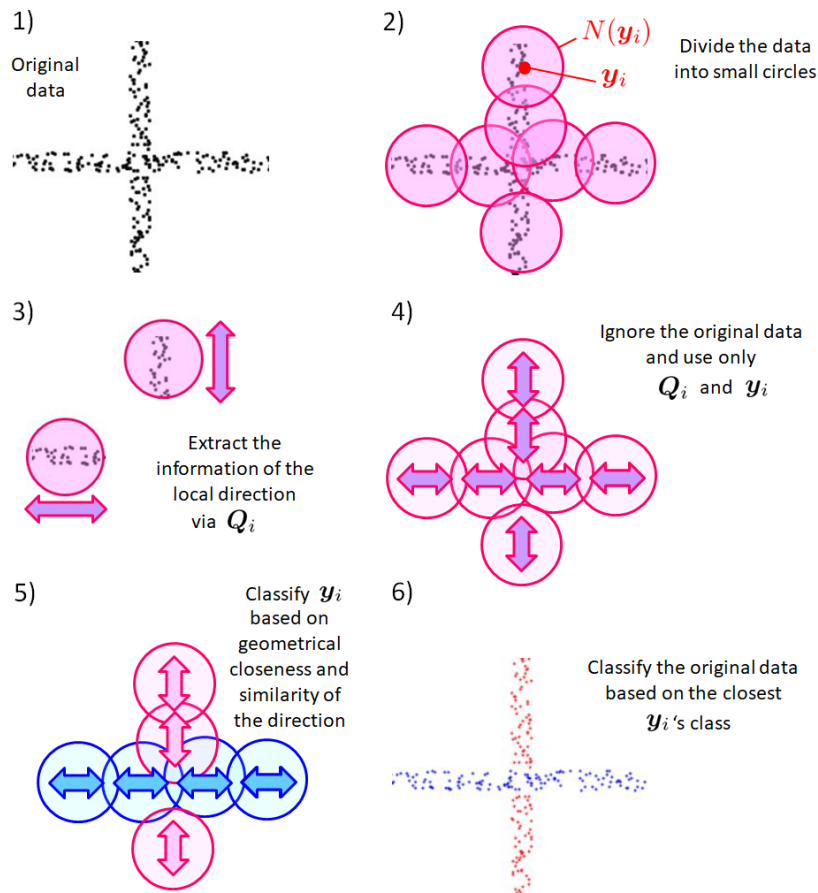 1)
Original
data
2)
N(y_i)
y_i
Divide the data
into small circles
3)
Extract the
information of the
local direction
via Q_i
4)
Ignore the original data
and use only
Q_i and y_i
5)
Classify y_i
based on
geometrical
closeness and
similarity of
the direction
6)
Classify the original data
based on the closest
y_i‘s class